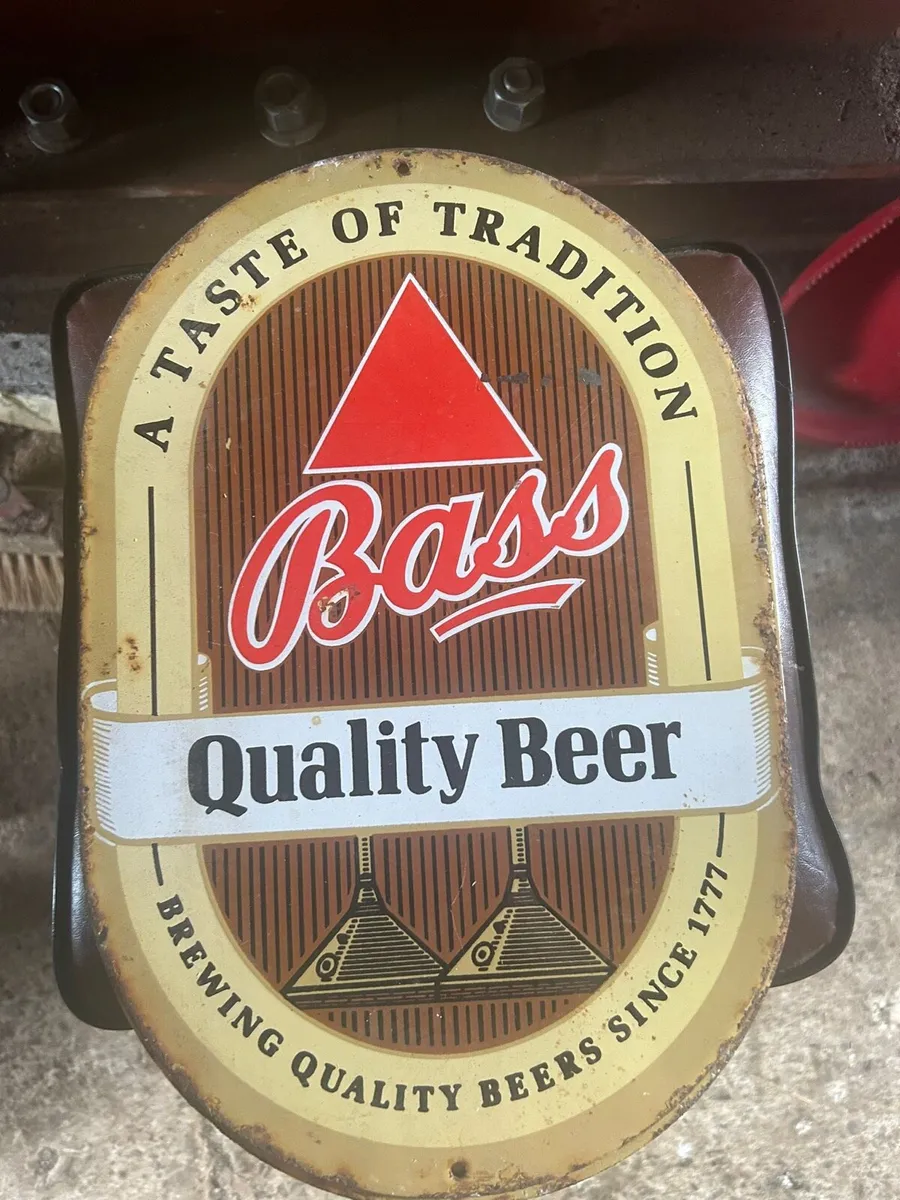 A TASTE OF TRADITION
Bass
Quality Beer
BREWING QUALITY BEERS SINCE 1777